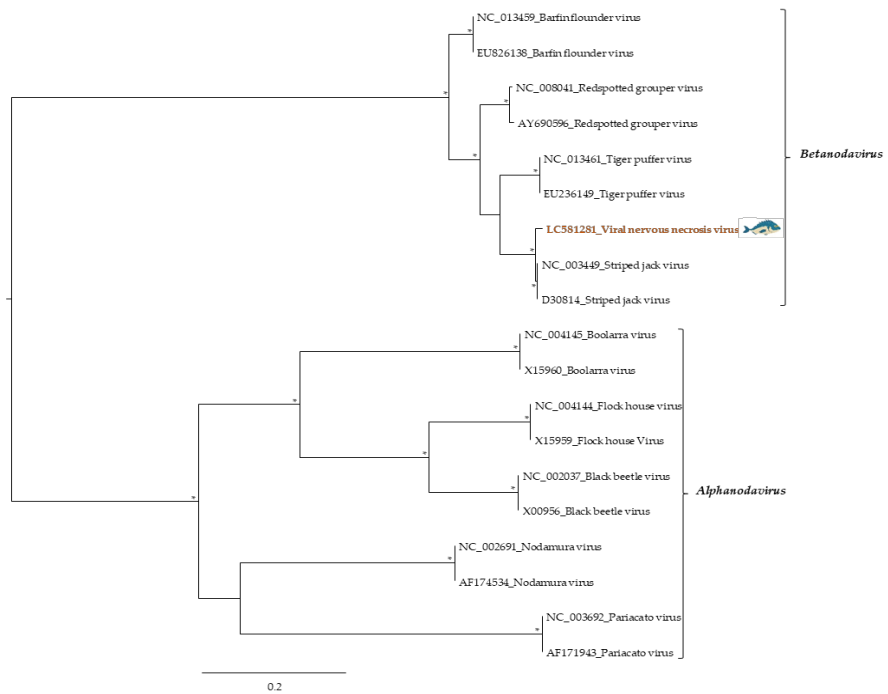 NC_013459_Barfin flounder virus
EU826138_Barfin flounder virus
NC_008041_Redspotted grouper virus
AY690596_Redspotted grouper virus
NC_013461_Tiger puffer virus
Betanodavirus
EU236149_Tiger puffer virus
LC581281_Viral nervous necrosis virus
NC_003449_Striped jack virus
D30814_Striped jack virus
NC_004145_Boolarra virus
X15960_Boolarra virus
NC_004144_Flock house virus
X15959_Flock house Virus
NC_002037_Black beetle virus
Alphanodavirus
X00956_Black beetle virus
NC_002691_Nodamura virus
AF174534_Nodamura virus
NC_003692_Pariacato virus
AF171943_Pariacato virus
0.2